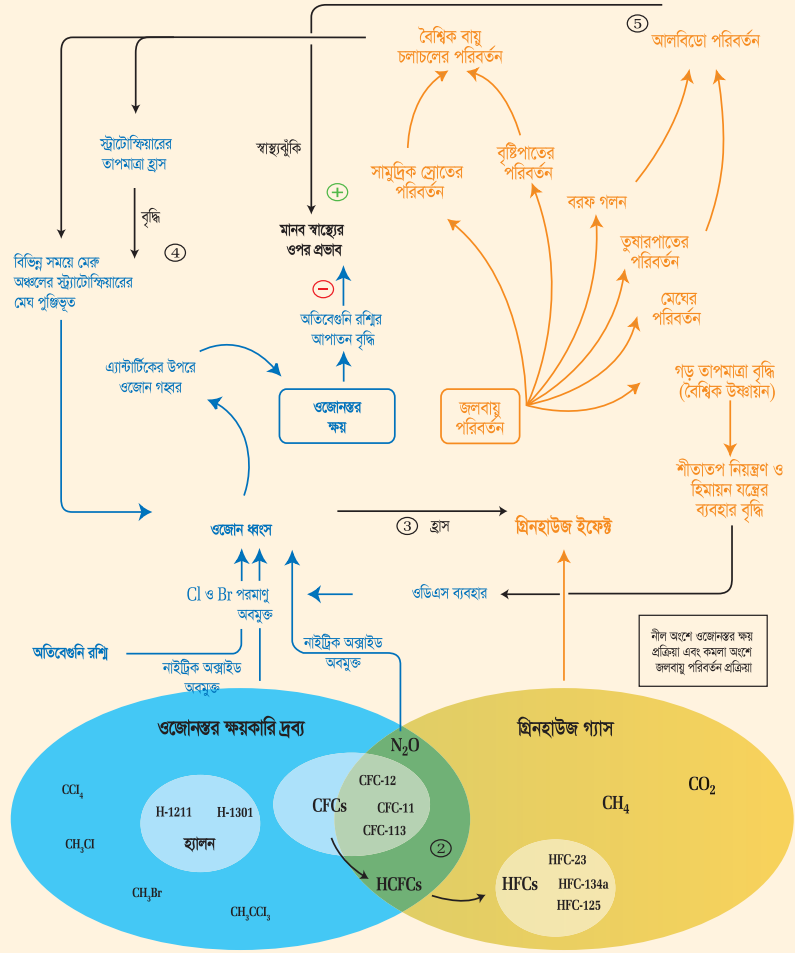 বৈশ্বিক বায়ু
চলাচলের পরিবর্তন
⑤
আলবিডো পরিবর্তন
স্ট্রাটোস্ফিয়ারের
তাপমাত্রা হ্রাস
স্বাস্থ্যঝুঁকি
সামুদ্রিক স্রোতের
পরিবর্তন
বৃষ্টিপাতের
পরিবর্তন
বরফ গলন
+
বৃদ্ধি
④
মানব স্বাস্থ্যের
ওপর প্রভাব
তুষারপাতের
পরিবর্তন
বিভিন্ন সময়ে মেরু
অঞ্চলের স্ট্র্যাটোস্ফিয়ারের
মেঘ পুঞ্জিভূত
−
মেঘের
পরিবর্তন
অতিবেগুনি রশ্মির
আপাতন বৃদ্ধি
এ্যান্টার্টিকের উপরে
ওজোন গহ্বর
গড় তাপমাত্রা বৃদ্ধি
(বৈশ্বিক উষ্ণায়ন)
ওজোনস্তর
ক্ষয়
জলবায়ু
পরিবর্তন
শীতাতপ নিয়ন্ত্রণ ও
হিমায়ন যন্ত্রের
ব্যবহার বৃদ্ধি
ওজোন ধ্বংস
③ হ্রাস
গ্রিনহাউজ ইফেক্ট
Cl ও Br পরমাণু
অবমুক্ত
ওডিএস ব্যবহার
অতিবেগুনি রশ্মি
নাইট্রিক অক্সাইড
অবমুক্ত
নাইট্রিক অক্সাইড
অবমুক্ত
নীল অংশে ওজোনস্তর ক্ষয়
প্রক্রিয়া এবং কমলা অংশে
জলবায়ু পরিবর্তন প্রক্রিয়া
ওজোনস্তর ক্ষয়কারি দ্রব্য
গ্রিনহাউজ গ্যাস
N₂O
CCI₄
H-1211
H-1301
হ্যালন
CH₃CI
CH₃Br
CH₃CCI₃
CFCs
CFC-12
CFC-11
CFC-113
②
HCFCs
CO₂
CH₄
HFC-23
HFCs
HFC-134a
HFC-125